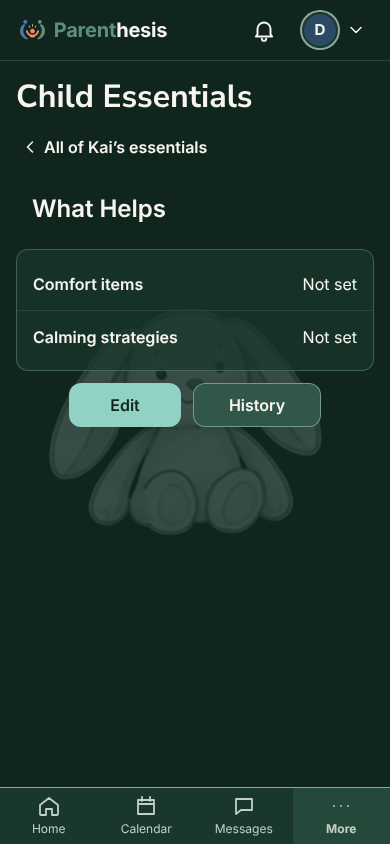 Parenthesis
D
Child Essentials
All of Kai's essentials
What Helps
Comfort items Not set
Calming strategies Not set
Edit History
Home Calendar Messages More